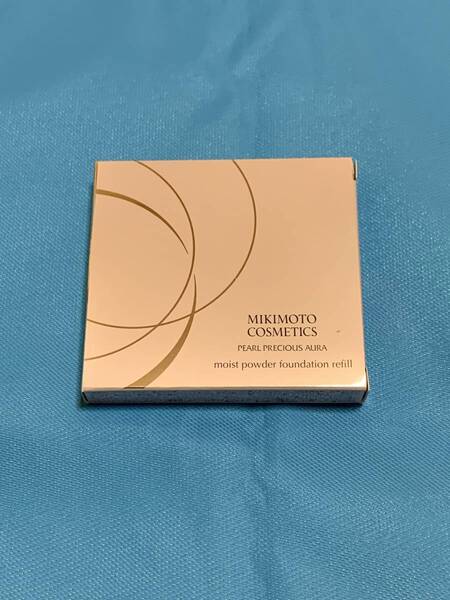 MIKIMOTO
COSMETICS
PEARL PRECIOUS AURA
moist powder foundation refill